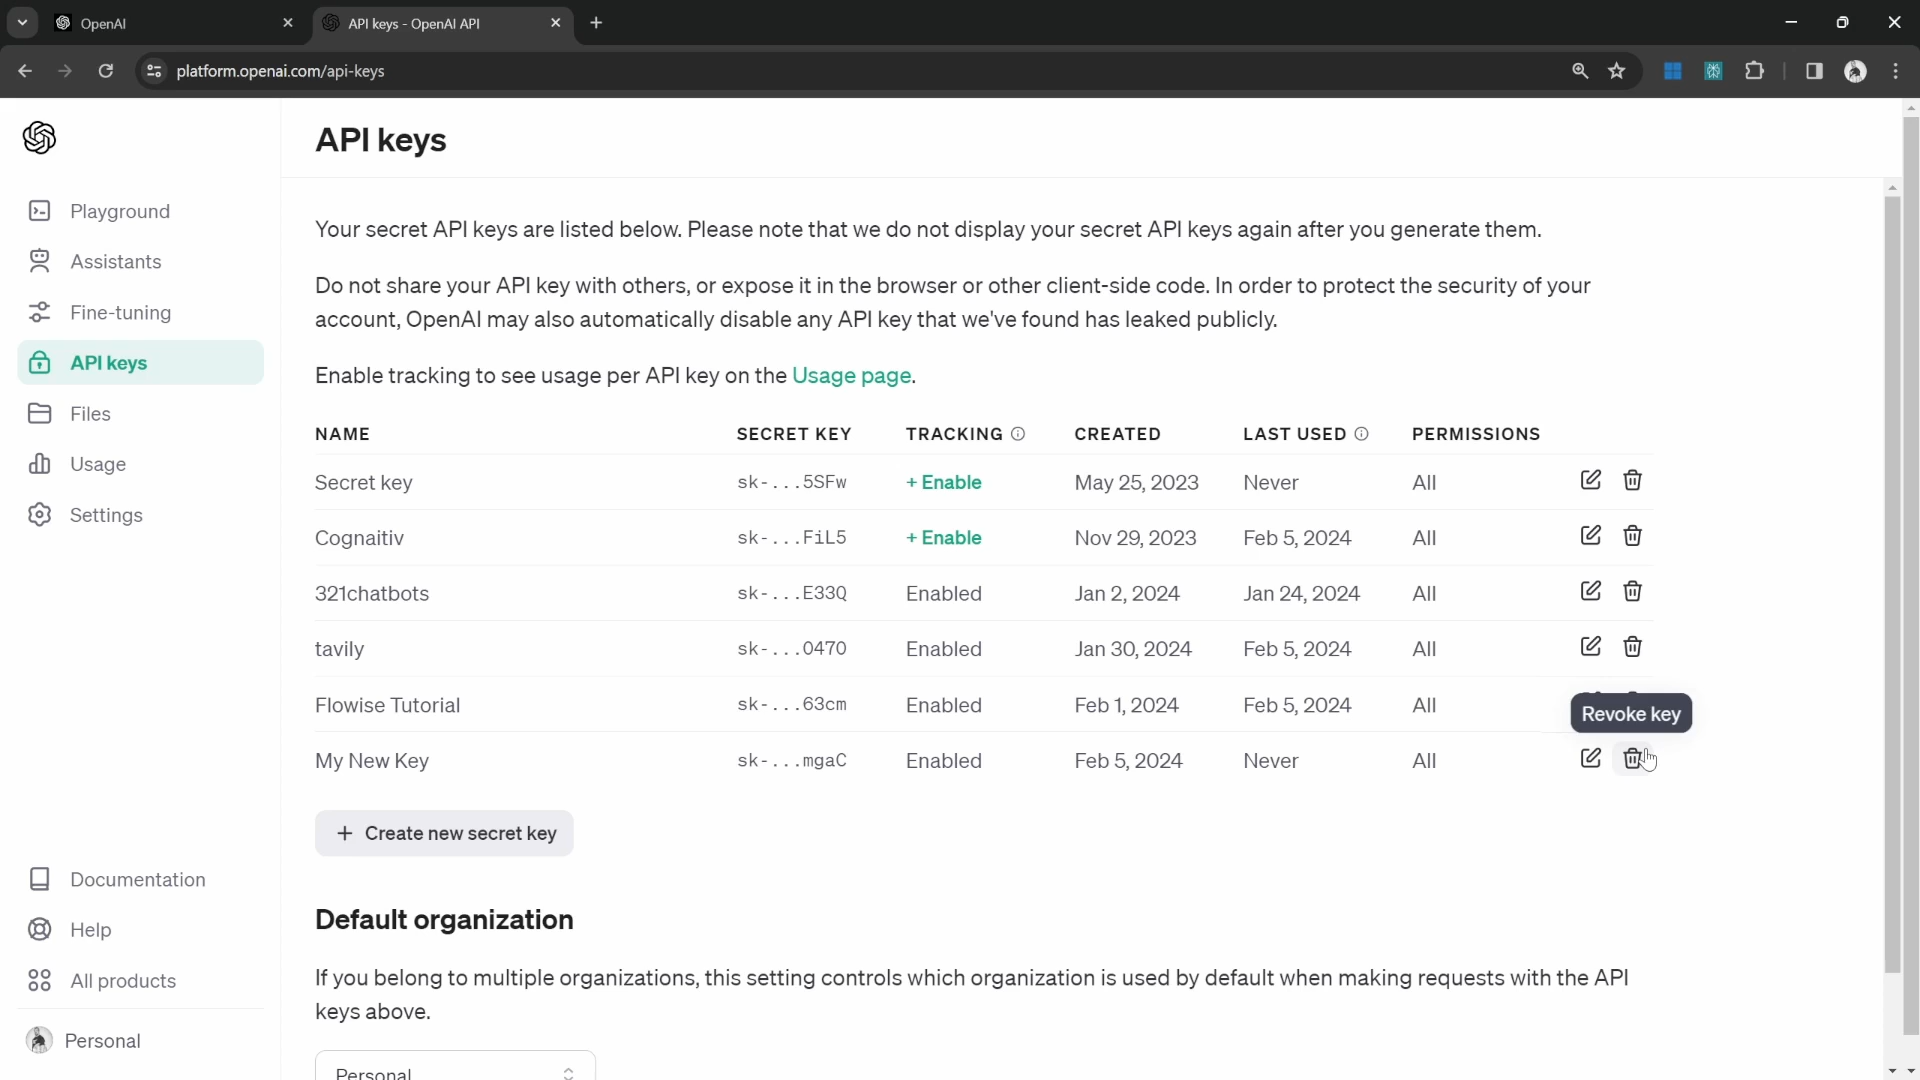 OpenAI
API keys - OpenAI API
platform.openai.com/api-keys
API keys
Playground
Assistants
Fine-tuning
API keys
Files
Usage
Settings
Documentation
Help
All products
Personal
Your secret API keys are listed below. Please note that we do not display your secret API keys again after you generate them.
Do not share your API key with others, or expose it in the browser or other client-side code. In order to protect the security of your
account, OpenAI may also automatically disable any API key that we've found has leaked publicly.
Enable tracking to see usage per API key on the Usage page.
NAME SECRET KEY TRACKING CREATED LAST USED PERMISSIONS
Secret key sk-...5SFw + Enable May 25, 2023 Never All
Cognaitiv sk-...FiL5 + Enable Nov 29, 2023 Feb 5, 2024 All
321chatbots sk-...E33Q Enabled Jan 2, 2024 Jan 24, 2024 All
tavily sk-...0470 Enabled Jan 30, 2024 Feb 5, 2024 All
Flowise Tutorial sk-...63cm Enabled Feb 1, 2024 Feb 5, 2024 All
Revoke key
My New Key sk-...mgaC Enabled Feb 5, 2024 Never All
+ Create new secret key
Default organization
If you belong to multiple organizations, this setting controls which organization is used by default when making requests with the API
keys above.
Personal